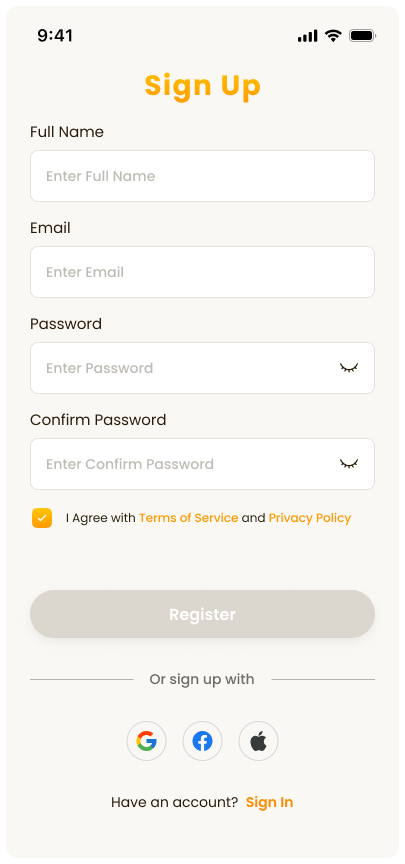 9:41
Sign Up
Full Name
Enter Full Name
Email
Enter Email
Password
Enter Password
Confirm Password
Enter Confirm Password
I Agree with Terms of Service and Privacy Policy
Register
Or sign up with
Have an account? Sign In